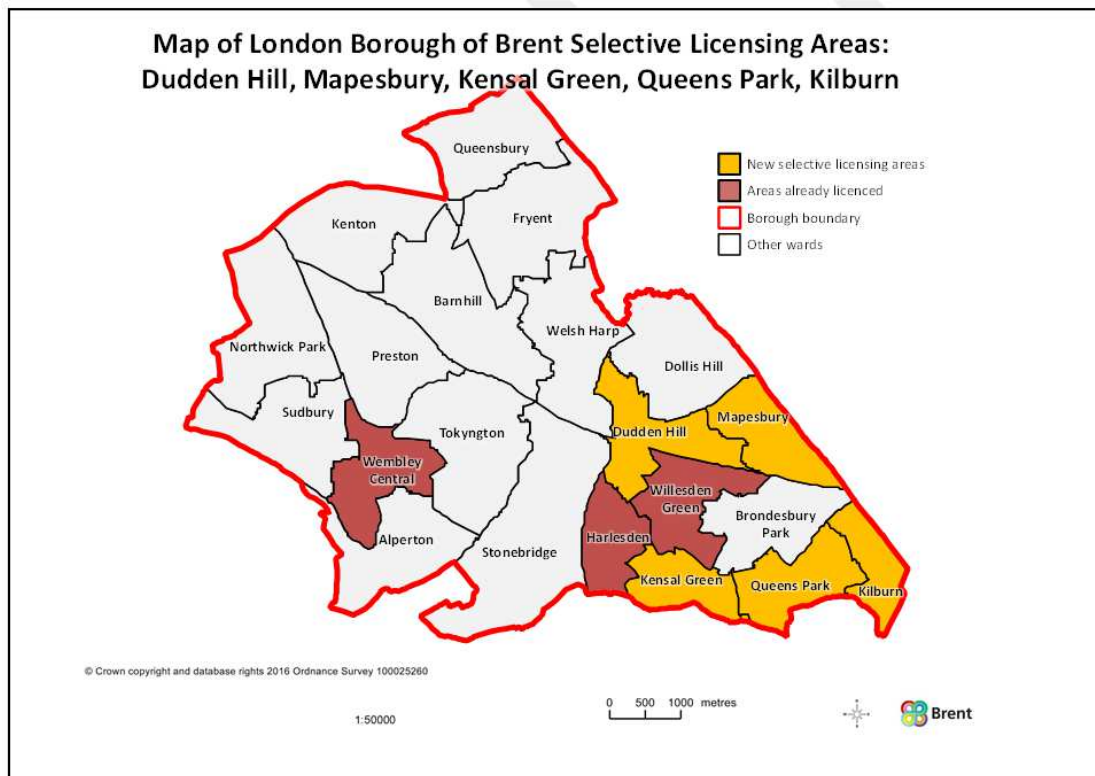 Map of London Borough of Brent Selective Licensing Areas:
Dudden Hill, Mapesbury, Kensal Green, Queens Park, Kilburn
Queensbury
New selective licensing areas
Areas already licenced
Borough boundary
Other wards
Kenton
Fryent
Barnhill
Welsh Harp
Northwick Park
Preston
Dollis Hill
Sudbury
Mapesbury
Tokyngton
Dudden Hill
Wembley
Central
Willesden
Green
Brondesbury
Park
Alperton
Stonebridge
Harlesden
Kensal Green
Queens Park
Kilburn
© Crown copyright and database rights 2016 Ordnance Survey 100025260
1:50000
0 500 1000 metres
Brent